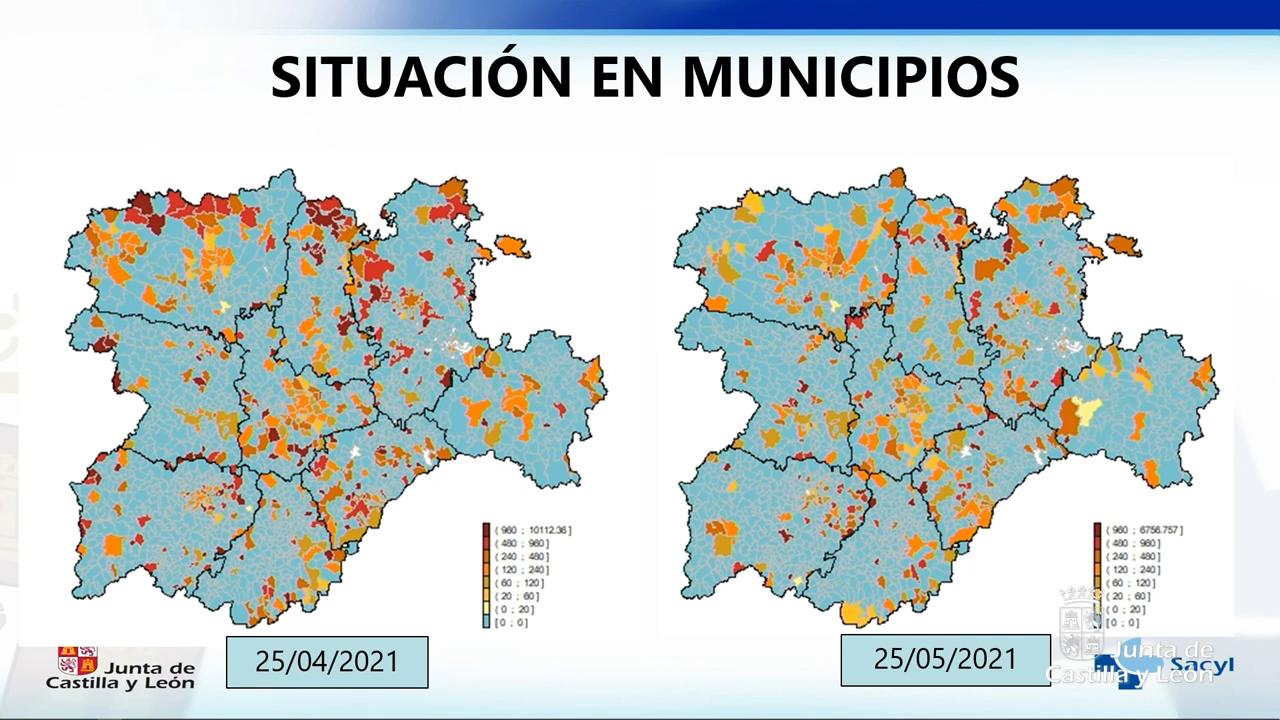 SITUACIÓN EN MUNICIPIOS
( 960 ; 10112.36 ]
( 480 ; 960 ]
( 240 ; 480 ]
( 120 ; 240 ]
( 60 ; 120 ]
( 20 ; 60 ]
( 0 ; 20 ]
[ 0 ; 0 ]
( 960 ; 6756.757 ]
( 480 ; 960 ]
( 240 ; 480 ]
( 120 ; 240 ]
( 60 ; 120 ]
( 20 ; 60 ]
( 0 ; 20 ]
[ 0 ; 0 ]
Junta de
Castilla y León
25/04/2021
25/05/2021
Junta de
Castilla y León
Sacyl